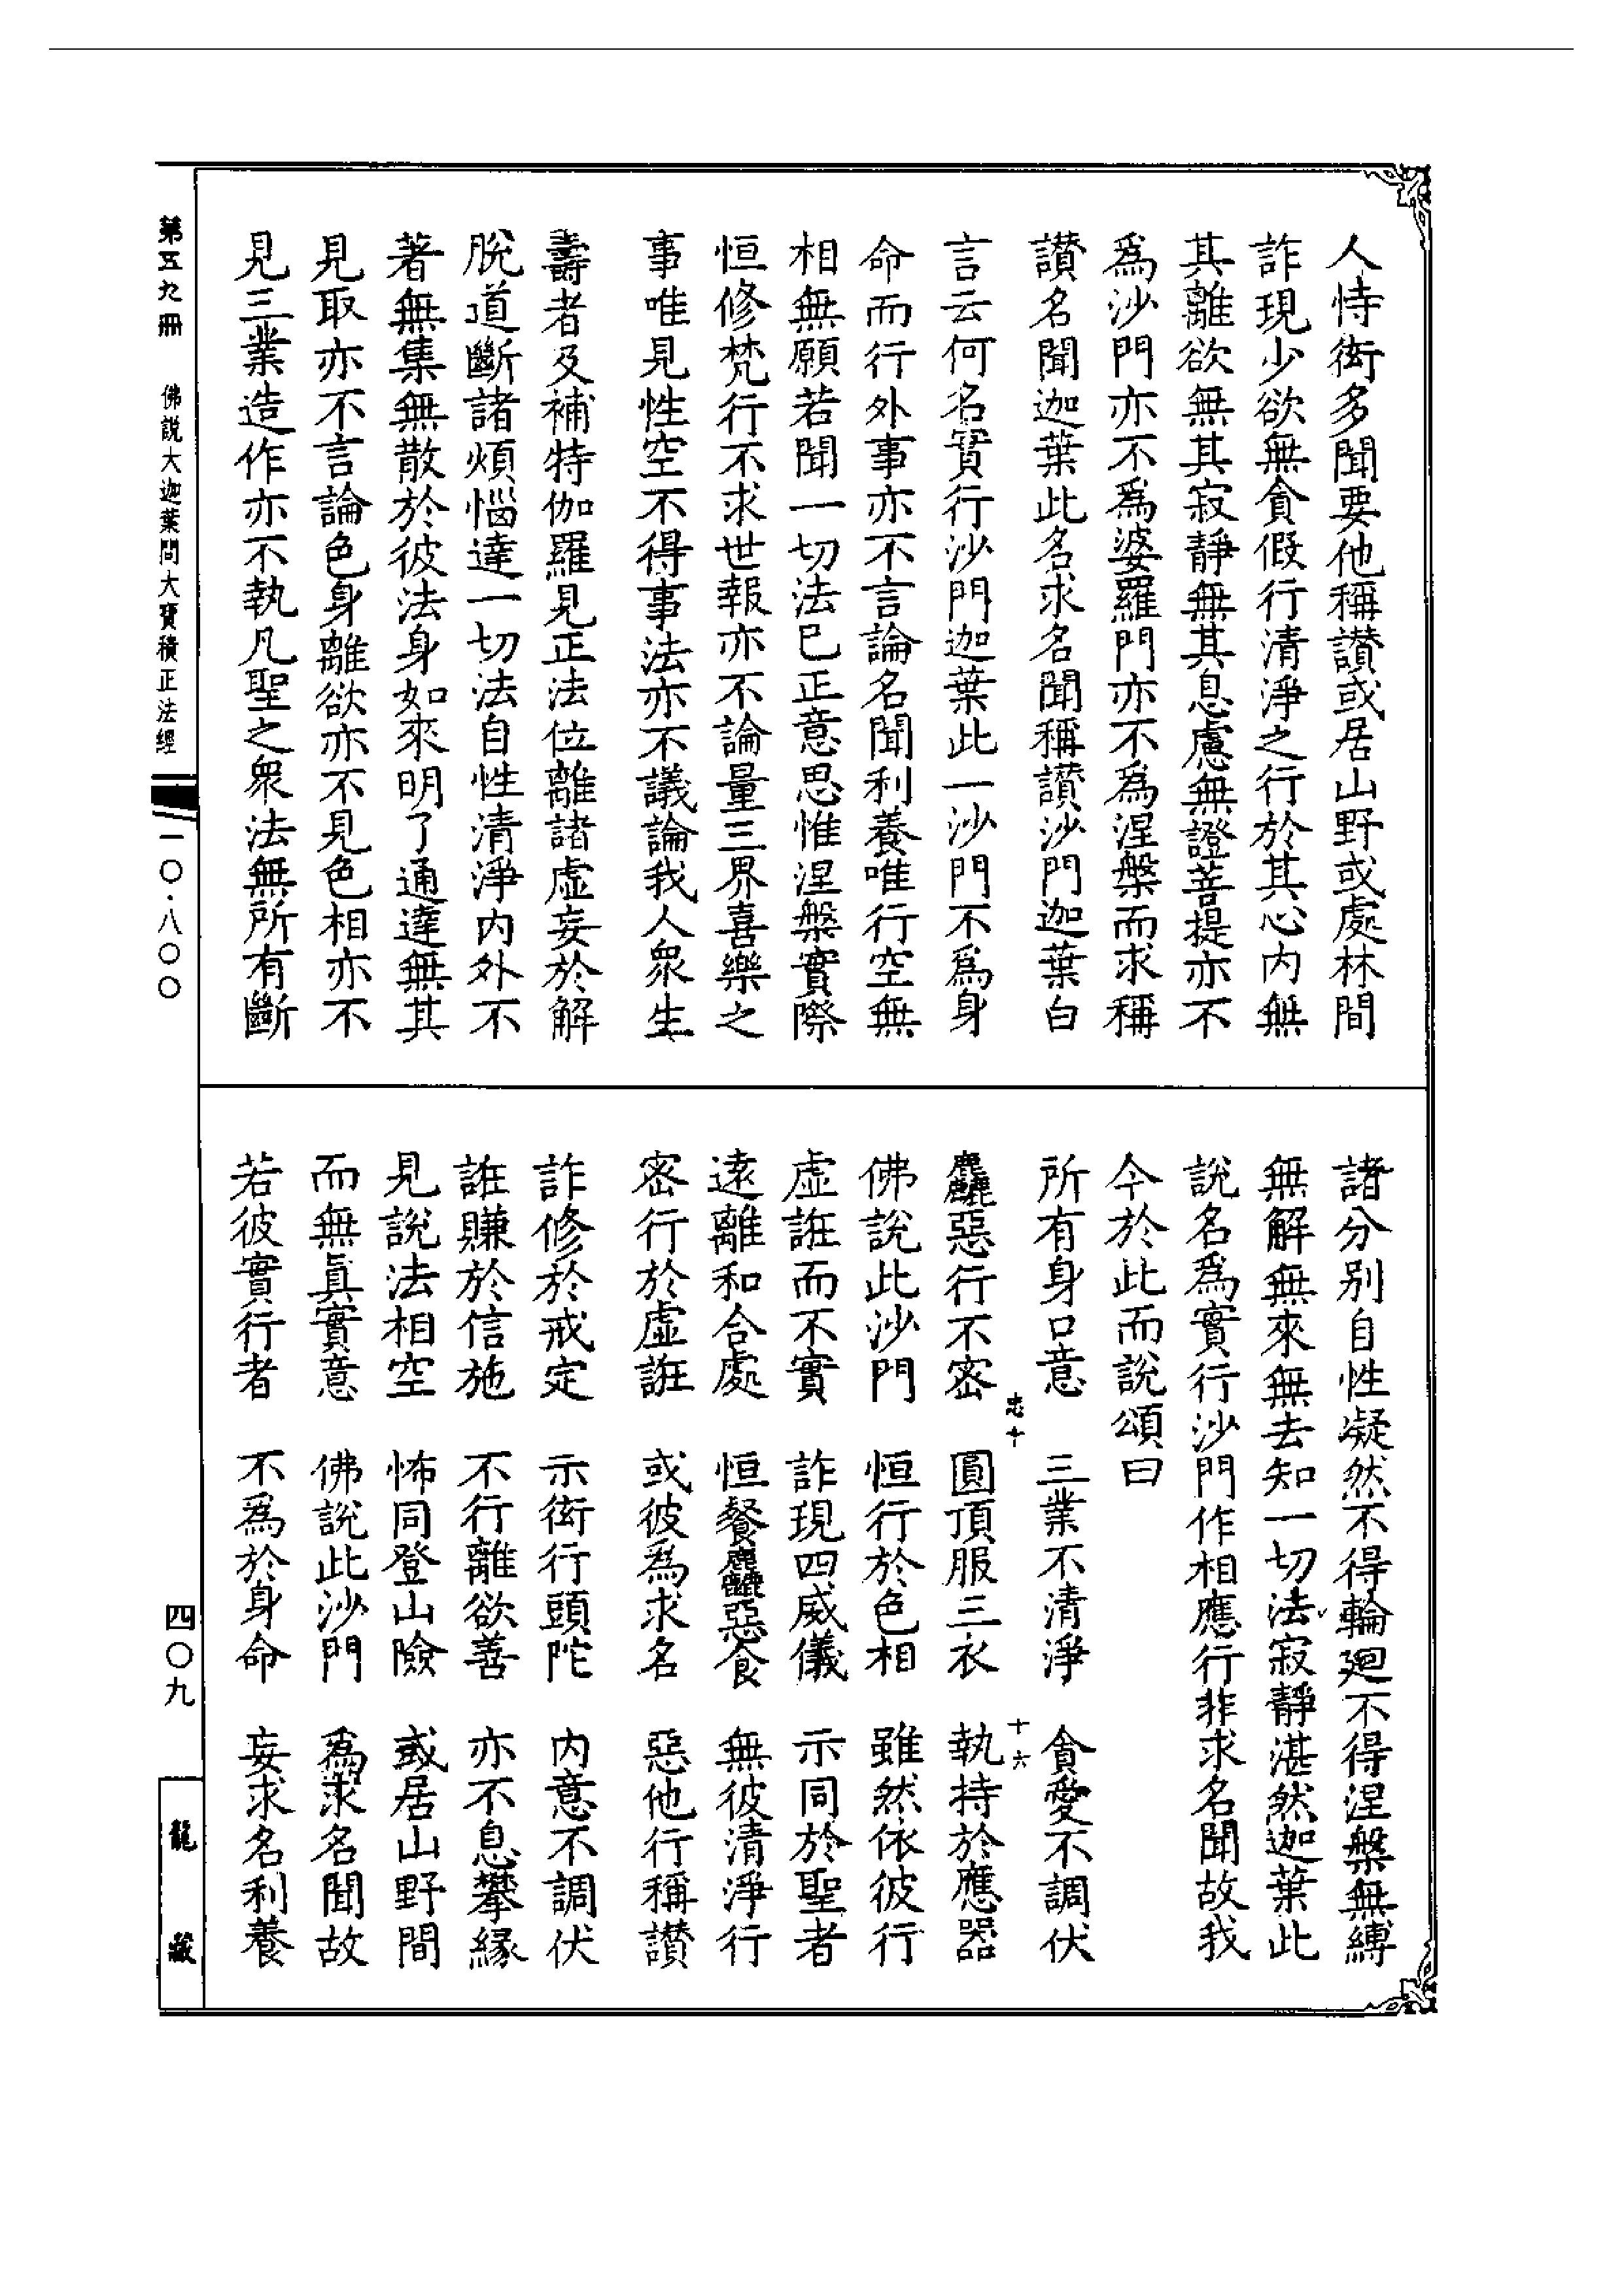 人恃衒多聞要他稱讃或居山野或處林間
詐現少欲無貪假行清淨之行於其心內無
其離欲無其寂靜無其息慮無證菩提亦不
爲沙門亦不爲婆羅門亦不爲涅槃而求稱
讃名聞迦葉此名求名聞稱讃沙門迦葉白
言云何名實行沙門迦葉此一沙門不爲身
命而行外事亦不言論名聞利養唯行空無
相無願若聞一切法已正意思惟涅槃實際
恒修梵行不求世報亦不論量三界喜樂之
事唯見性空不得事法亦不議論我人衆生
壽者及補特伽羅見正法位離諸虛妄於解
脫道斷諸煩惱達一切法自性清淨內外不
著無集無散於彼法身如來明了通達無其
見取亦不言論色身離欲亦不見色相亦不
見三業造作亦不執凡聖之衆法無所有斷
諸分别自性凝然不得輪廻不得涅槃無縛
無解無來無去知一切法寂靜湛然迦葉此
說名爲實行沙門作相應行非求名聞故我
今於此而說頌曰
所有身口意　三業不清淨　貪愛不調伏
麤惡行不密　圓頂服三衣　執持於應器
忠十　十六
佛說此沙門　恒行於色相　雖然依彼行
虛誑而不實　詐現四威儀　示同於聖者
遠離和合處　恒餐麤惡食　無彼清淨行
密行於虛誑　或彼爲求名　惡他行稱讃
詐修於戒定　示衒行頭陀　內意不調伏
誑賺於信施　不行離欲善　亦不息攀緣
見說法相空　怖同登山險　或居山野間
而無眞實意　佛說此沙門　爲求名聞故
若彼實行者　不爲於身命　妄求名利養
第五九冊　佛說大迦葉問大寶積正法經　一〇·八〇〇　四〇九　龍藏